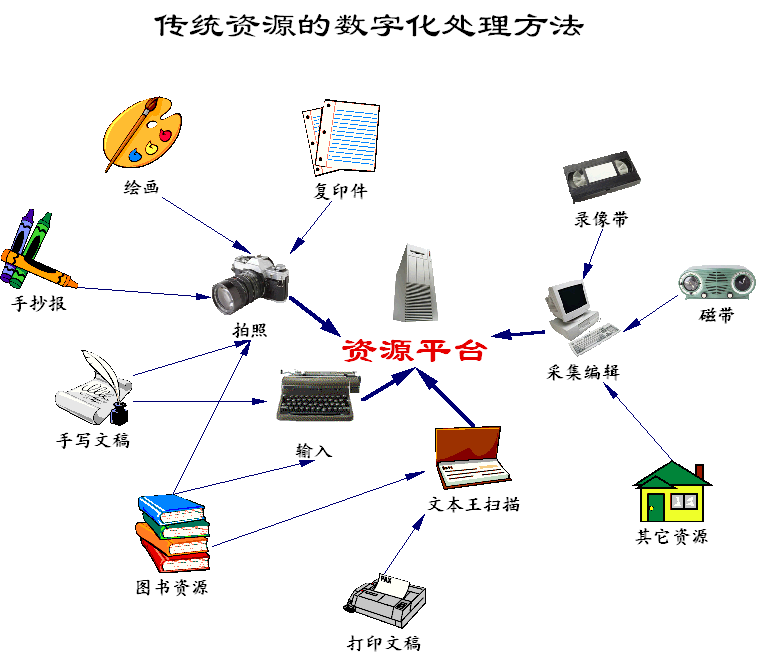 传统资源的数字化处理方法
绘画
复印件
录像带
手抄报
拍照
磁带
资源平台
采集编辑
手写文稿
输入
文本王扫描
其它资源
图书资源
FAX
打印文稿